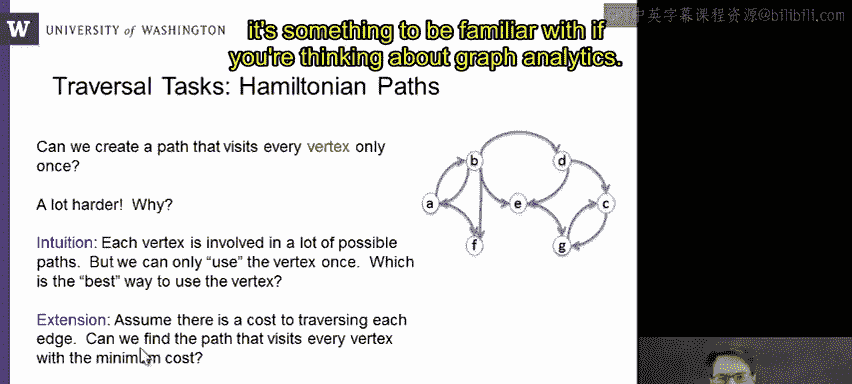 it's something to be familiar with if
中英字幕课程资源@bilibili.com
W UNIVERSITY of WASHINGTON
you're thinking about graph analytics.
Traversal Tasks: Hamiltonian Paths
Can we create a path that visits every vertex only
once?
A lot harder! Why?
Intuition: Each vertex is involved in a lot of possible
paths. But we can only "use" the vertex once. Which
is the "best" way to use the vertex?
Extension: Assume there is a cost to traversing each
edge. Can we find the path that visits every vertex
with the minimum cost?
b
d
a
e
c
f
g